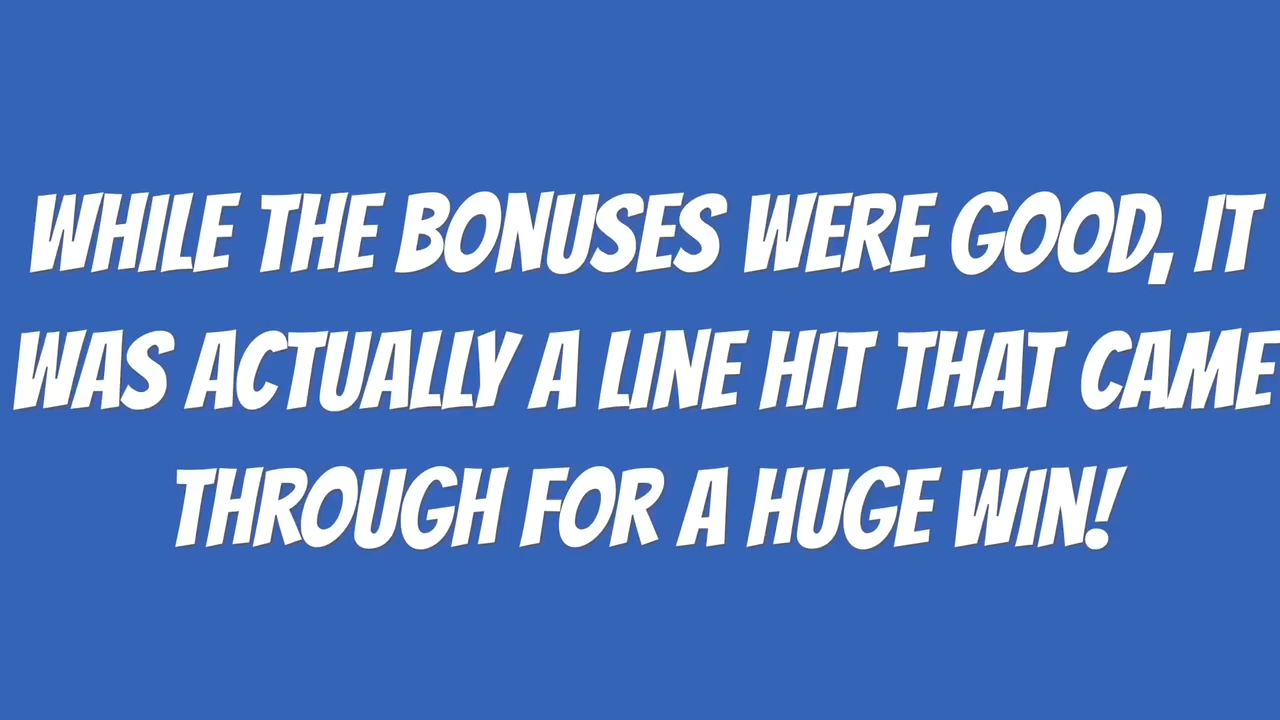 WHILE THE BONUSES WERE GOOD, IT
WAS ACTUALLY A LINE HIT THAT CAME
THROUGH FOR A HUGE WIN!